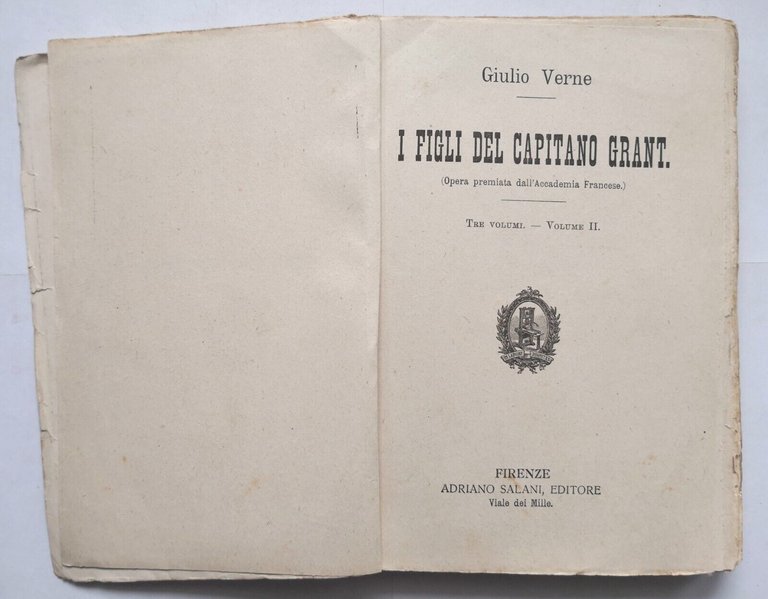 Giulio Verne
I FIGLI DEL CAPITANO GRANT.
(Opera premiata dall'Accademia Francese.)
TRE VOLUMI. — VOLUME II.
FIRENZE
ADRIANO SALANI, EDITORE
Viale dei Mille.